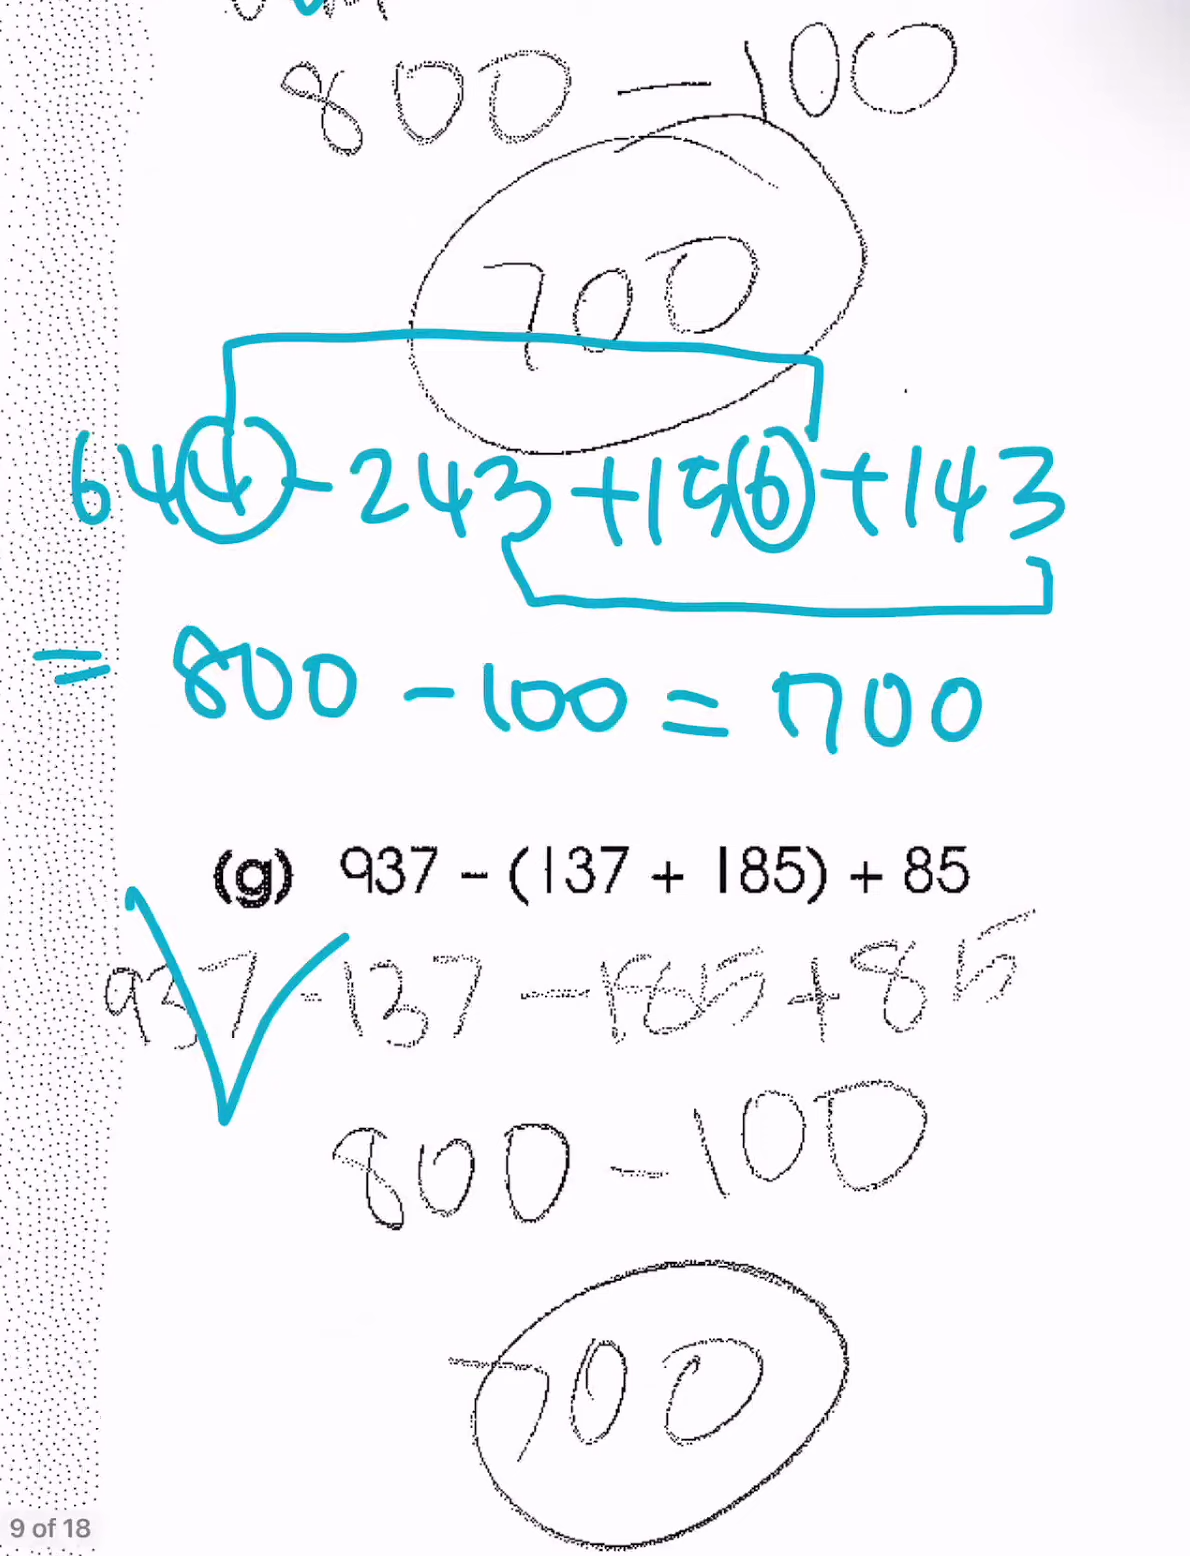 800 - 100
700
644 - 243 + 156 + 143
= 800 - 100 = 700
(g) 937 - (137 + 185) + 85
937 - 137 - 185 + 85
800 - 100
700
9 of 18